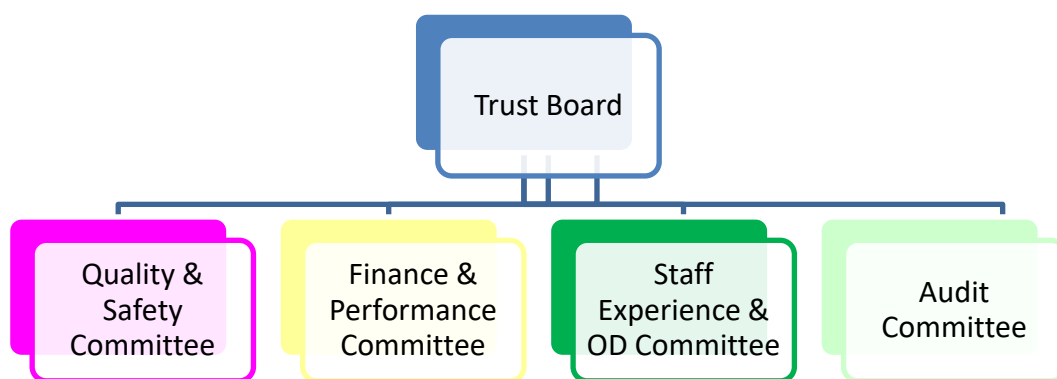 Trust Board
Quality &
Safety
Committee
Finance &
Performance
Committee
Staff
Experience &
OD Committee
Audit
Committee